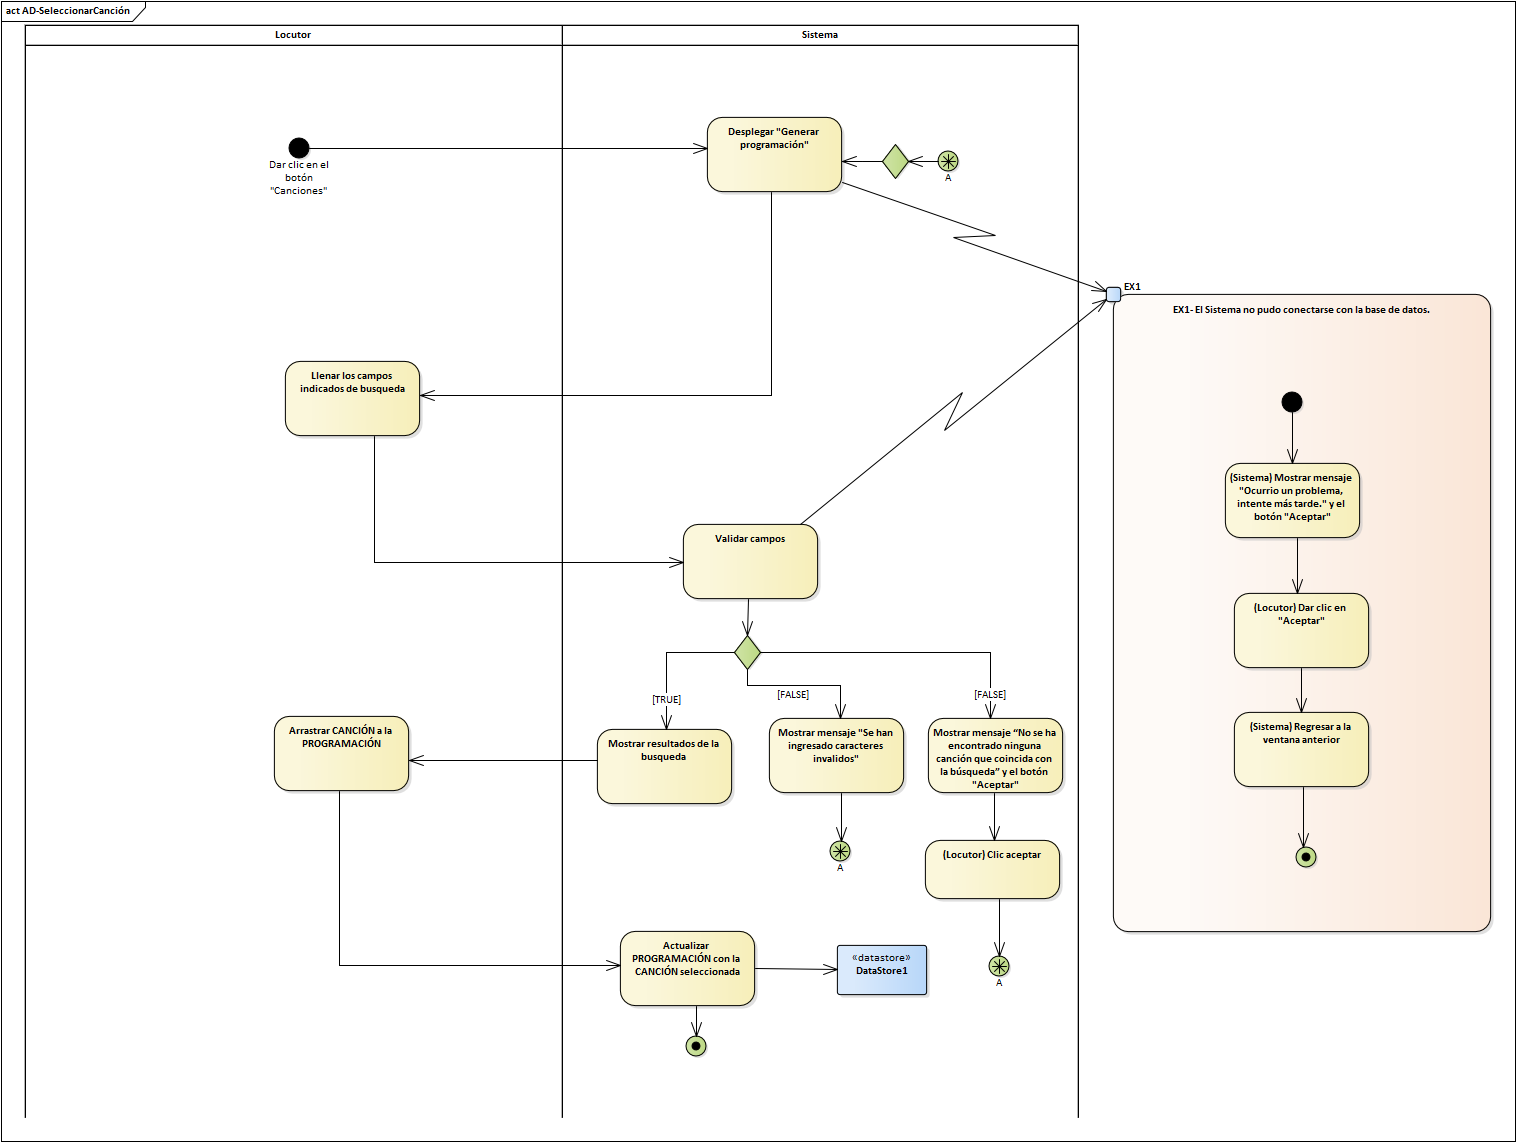 act AD-SeleccionarCanción
Locutor
Sistema
Dar clic en el
botón
"Canciones"
Desplegar "Generar
programación"
A
EX1
EX1- El Sistema no pudo conectarse con la base de datos.
Llenar los campos
indicados de busqueda
(Sistema) Mostrar mensaje
"Ocurrio un problema,
intente más tarde." y el
botón "Aceptar"
Validar campos
(Locutor) Dar clic en
"Aceptar"
[TRUE]
[FALSE]
[FALSE]
Arrastrar CANCIÓN a la
PROGRAMACIÓN
Mostrar resultados de la
busqueda
Mostrar mensaje "Se han
ingresado caracteres
invalidos"
Mostrar mensaje “No se ha
encontrado ninguna
canción que coincida con
la búsqueda” y el botón
"Aceptar"
(Sistema) Regresar a la
ventana anterior
A
(Locutor) Clic aceptar
Actualizar
PROGRAMACIÓN con la
CANCIÓN seleccionada
«datastore»
DataStore1
A